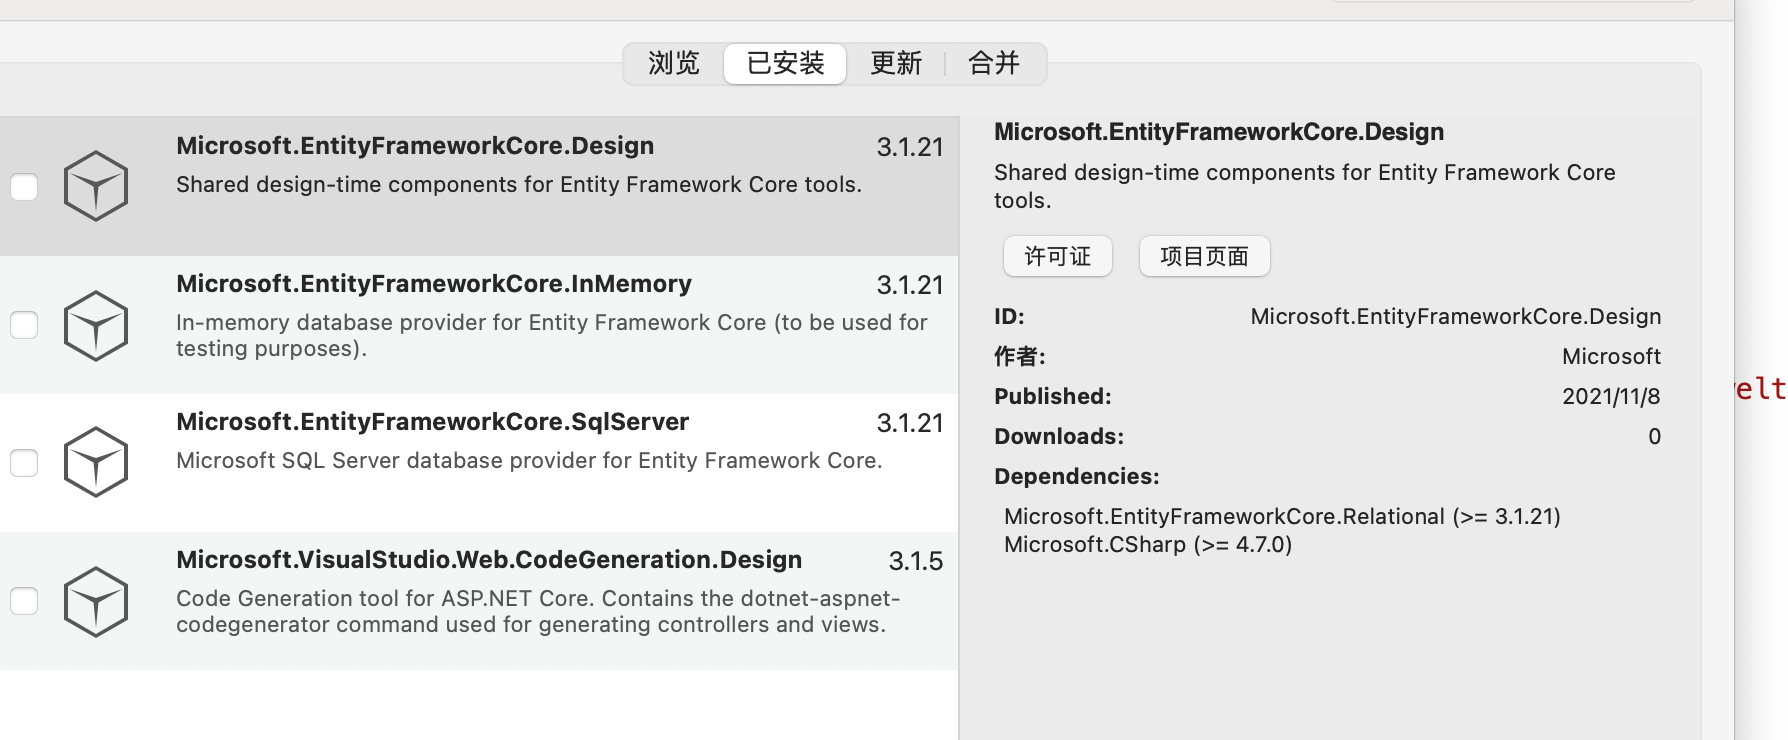 浏览 已安装 更新 合并
Microsoft.EntityFrameworkCore.Design 3.1.21
Shared design-time components for Entity Framework Core tools.
Microsoft.EntityFrameworkCore.InMemory 3.1.21
In-memory database provider for Entity Framework Core (to be used for
testing purposes).
Microsoft.EntityFrameworkCore.SqlServer 3.1.21
Microsoft SQL Server database provider for Entity Framework Core.
Microsoft.VisualStudio.Web.CodeGeneration.Design 3.1.5
Code Generation tool for ASP.NET Core. Contains the dotnet-aspnet-
codegenerator command used for generating controllers and views.
Microsoft.EntityFrameworkCore.Design
Shared design-time components for Entity Framework Core
tools.
许可证 项目页面
ID: Microsoft.EntityFrameworkCore.Design
作者: Microsoft
Published: 2021/11/8
Downloads: 0
Dependencies:
Microsoft.EntityFrameworkCore.Relational (>= 3.1.21)
Microsoft.CSharp (>= 4.7.0)